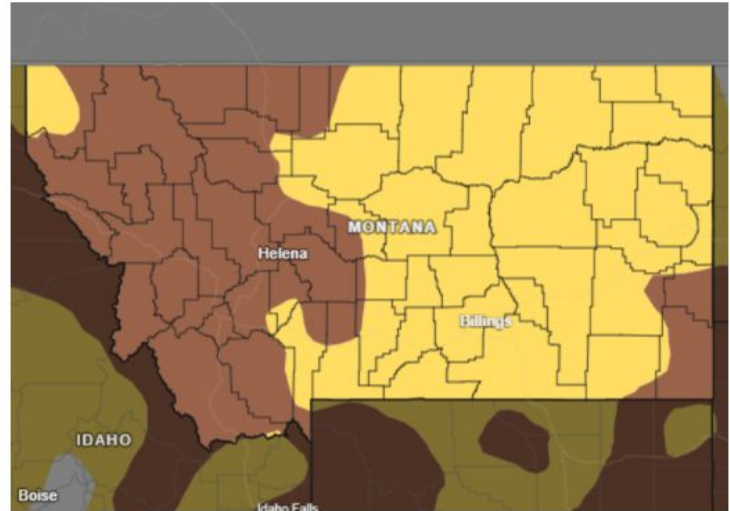 MONTANA
Helena
Billings
IDAHO
Boise
Idaho Falls